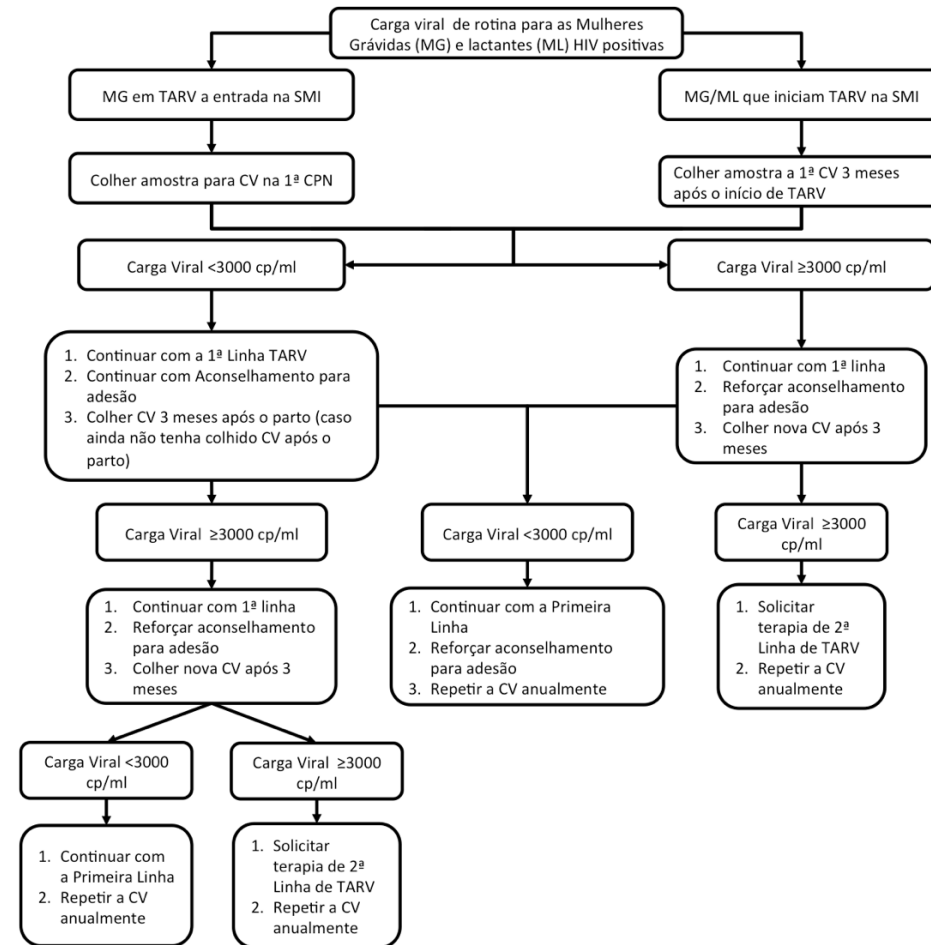 Carga viral de rotina para as Mulheres
Grávidas (MG) e lactantes (ML) HIV positivas
MG em TARV a entrada na SMI
MG/ML que iniciam TARV na SMI
Colher amostra para CV na 1ª CPN
Colher amostra a 1ª CV 3 meses
após o início de TARV
Carga Viral <3000 cp/ml
Carga Viral ≥3000 cp/ml
1. Continuar com a 1ª Linha TARV
2. Continuar com Aconselhamento para
adesão
3. Colher CV 3 meses após o parto (caso
ainda não tenha colhido CV após o
parto)
1. Continuar com 1ª linha
2. Reforçar aconselhamento
para adesão
3. Colher nova CV após 3
meses
Carga Viral ≥3000 cp/ml
Carga Viral <3000 cp/ml
Carga Viral ≥3000
cp/ml
1. Continuar com 1ª linha
2. Reforçar aconselhamento
para adesão
3. Colher nova CV após 3
meses
1. Continuar com a Primeira
Linha
2. Reforçar aconselhamento
para adesão
3. Repetir a CV anualmente
1. Solicitar
terapia de 2ª
Linha de TARV
2. Repetir a CV
anualmente
Carga Viral <3000
cp/ml
Carga Viral ≥3000
cp/ml
1. Continuar com
a Primeira Linha
2. Repetir a CV
anualmente
1. Solicitar
terapia de 2ª
Linha de TARV
2. Repetir a CV
anualmente